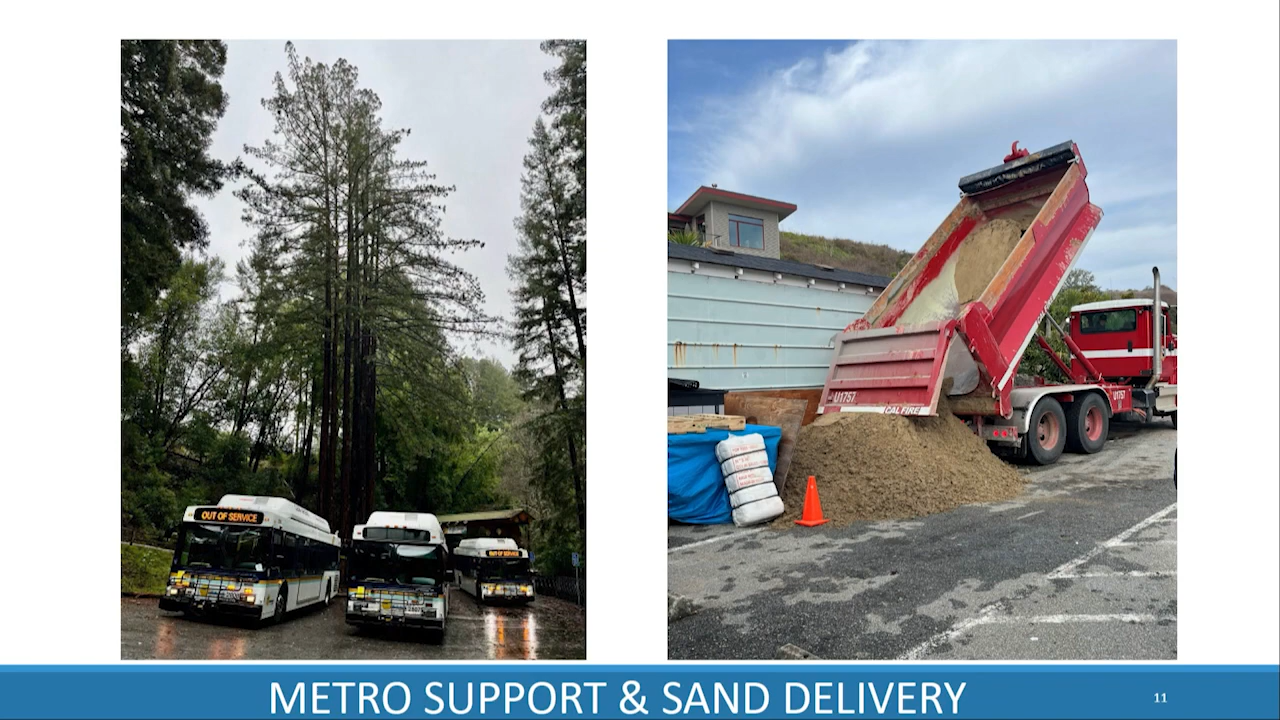 OUT OF SERVICE
OUT OF SERVICE
U1757
CAL FIRE
U1757
METRO SUPPORT & SAND DELIVERY
11